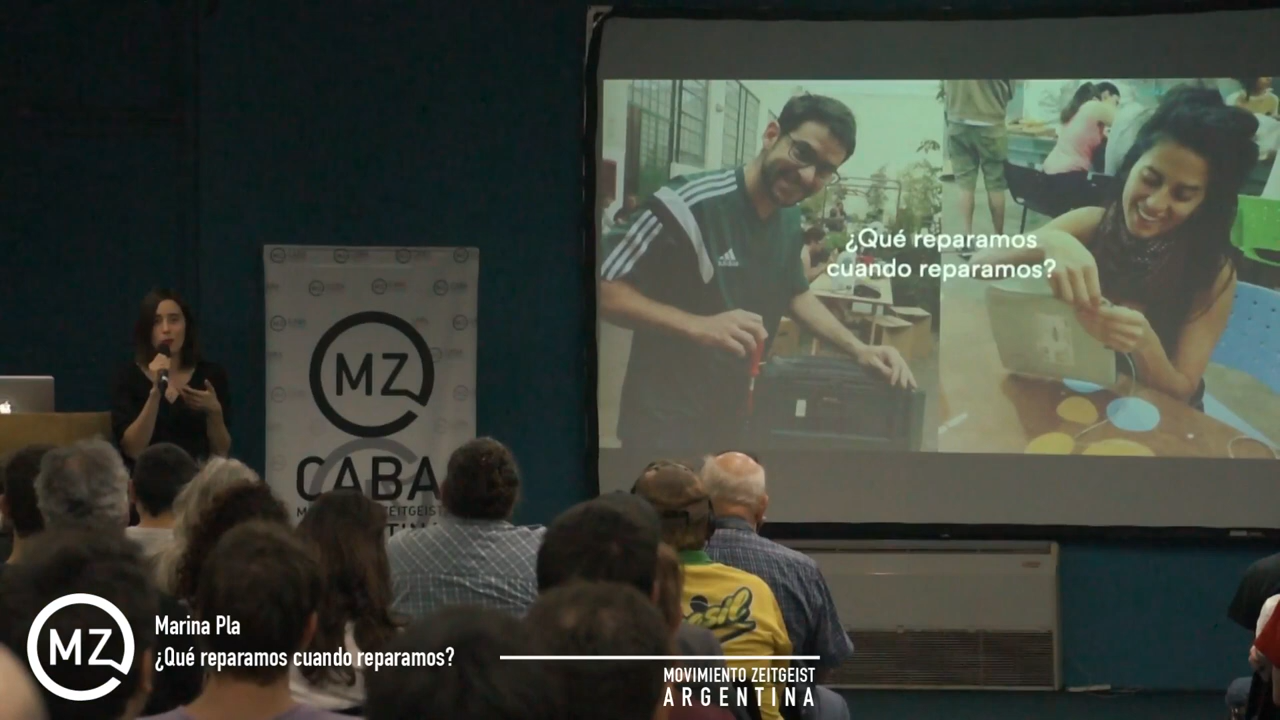 ¿Qué reparamos
cuando reparamos?
adidas
MZ
CABA
MZ
Marina Pla
¿Qué reparamos cuando reparamos?
MOVIMIENTO ZEITGEIST
ARGENTINA